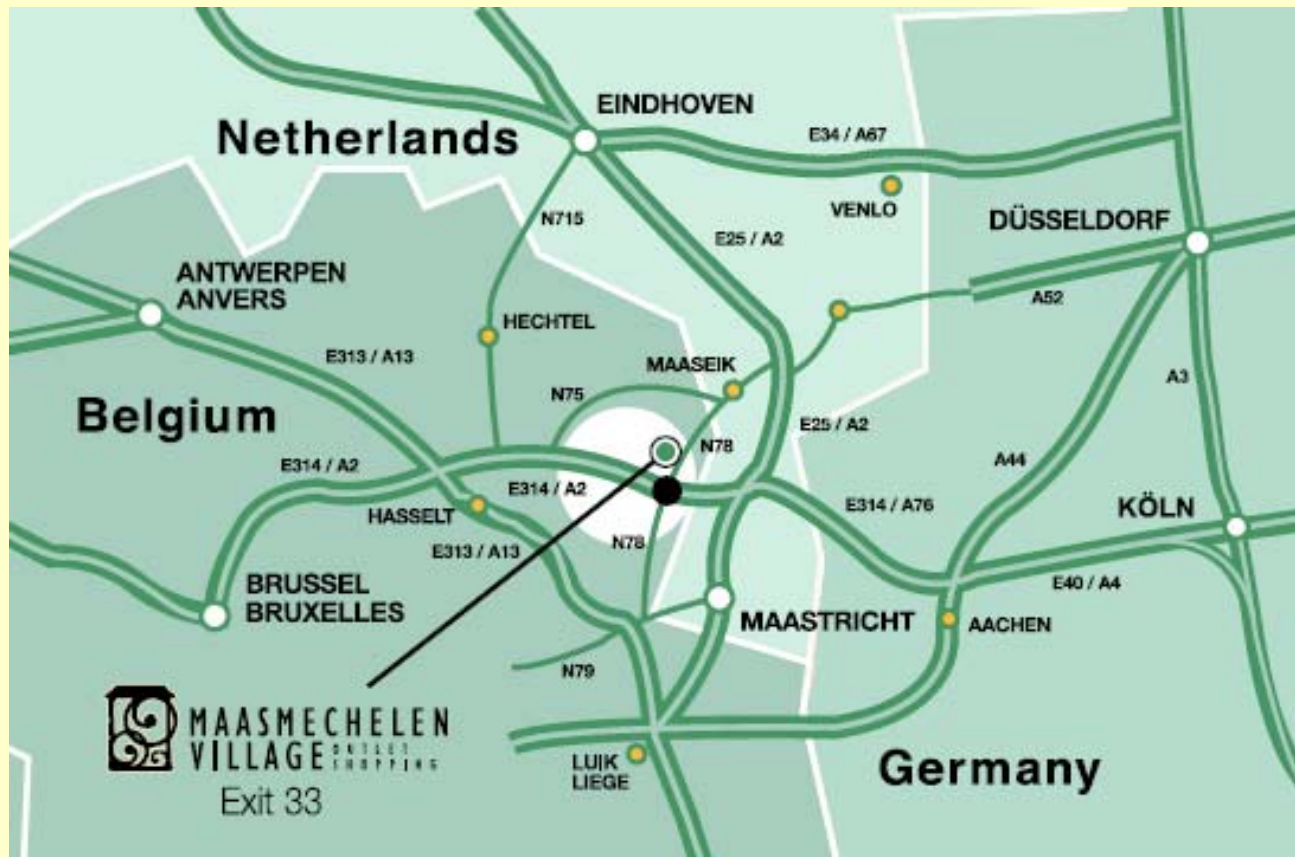 EINDHOVEN
Netherlands
E34 / A67
VENLO
N715
DÜSSELDORF
E25 / A2
ANTWERPEN
ANVERS
A52
HECHTEL
E313 / A13
MAASEIK
A3
N75
Belgium
E25 / A2
N78
A44
E314 / A2
E314 / A2
E314 / A76
KÖLN
HASSELT
N78
E313 / A13
BRUSSEL
BRUXELLES
E40 / A4
MAASTRICHT
AACHEN
N79
MAASMECHELEN
VILLAGE OUTLET
SHOPPING
Exit 33
LUIK
LIEGE
Germany